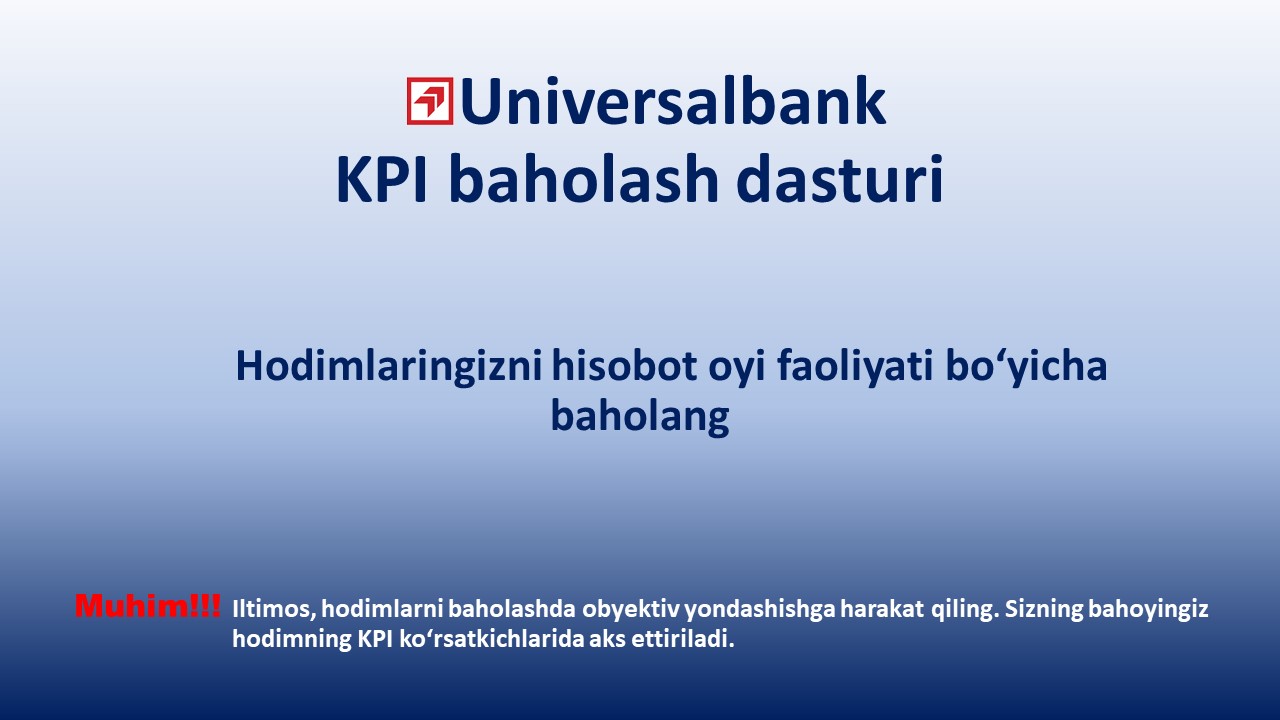 Universalbank
KPI baholash dasturi
Hodimlaringizni hisobot oyi faoliyati bo‘yicha
baholang
Muhim!!! Iltimos, hodimlarni baholashda obyektiv yondashishga harakat qiling. Sizning bahoyingiz
hodimning KPI ko‘rsatkichlarida aks ettiriladi.